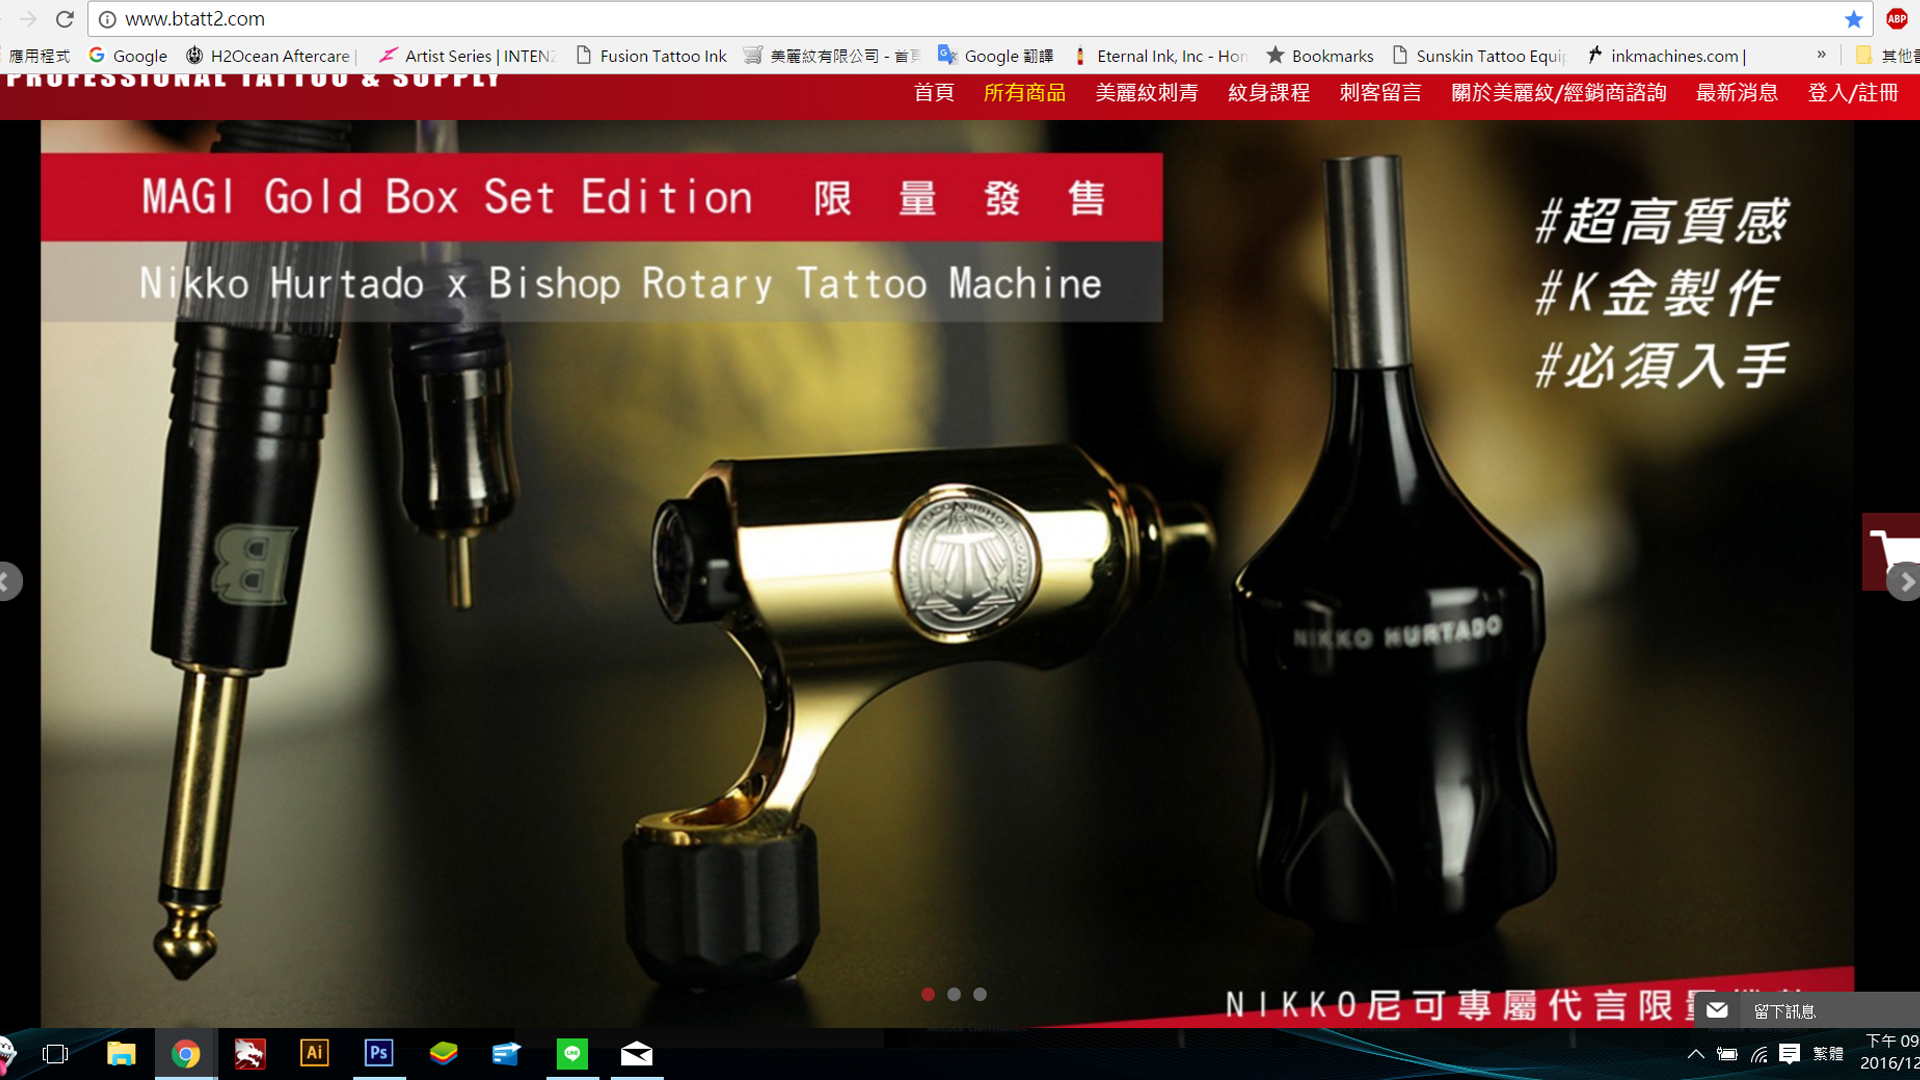 www.btatt2.com
ABP
應用程式
Google
H2Ocean Aftercare |
Artist Series | INTENZ
Fusion Tattoo Ink
美麗紋有限公司 - 首頁
Google 翻譯
Eternal Ink, Inc - Hom
Bookmarks
Sunskin Tattoo Equip
inkmachines.com |
»
其他書
PROFESSIONAL TATTOO & SUPPLY
首頁
所有商品
美麗紋刺青
紋身課程
刺客留言
關於美麗紋/經銷商諮詢
最新消息
登入/註冊
MAGI Gold Box Set Edition 限量發售
Nikko Hurtado x Bishop Rotary Tattoo Machine
#超高質感
#K金製作
#必須入手
B
NIKKO HURTADO
NIKKO尼可專屬代言限量
留下訊息
Ai
Ps
LINE
繁體
下午 09
2016/12